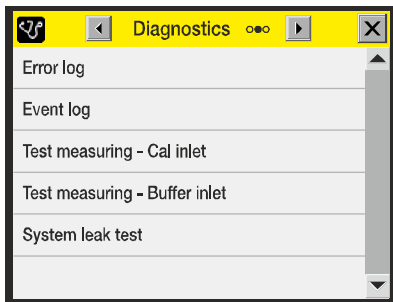 Diagnostics
Error log
Event log
Test measuring - Cal inlet
Test measuring - Buffer inlet
System leak test